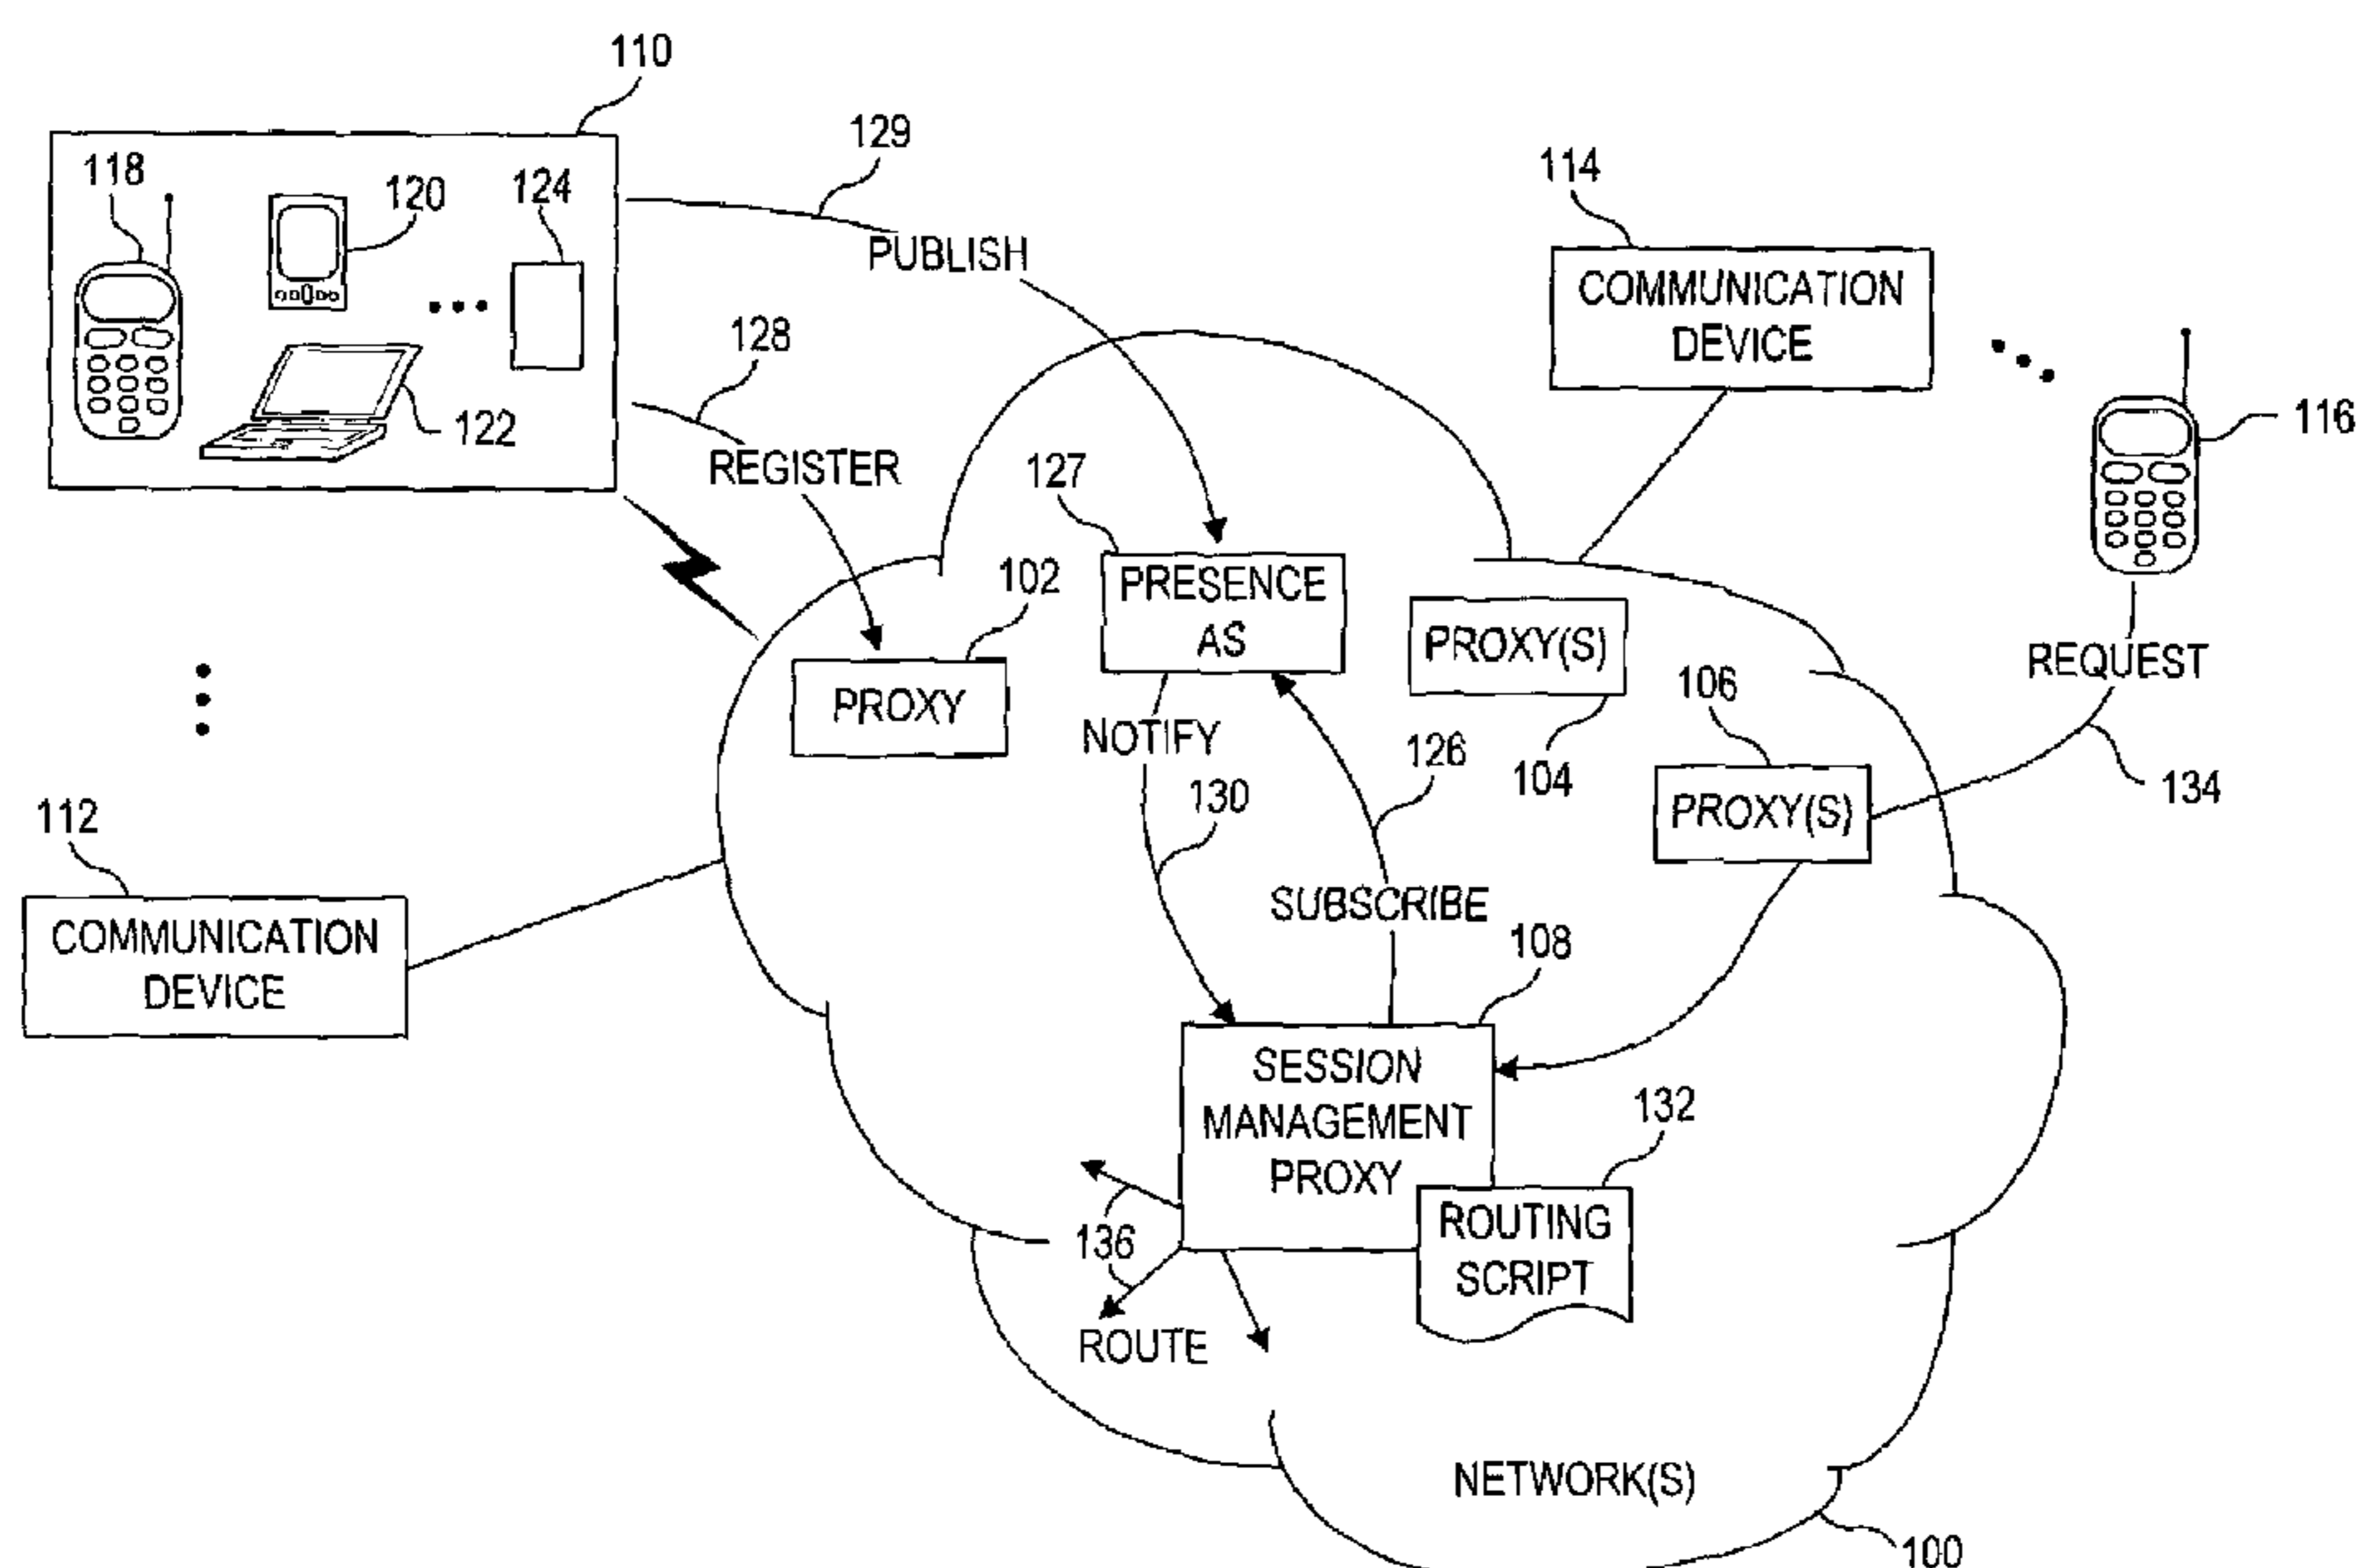 110
129
118
120
124
114
PUBLISH
COMMUNICATION
DEVICE
128
122
116
REGISTER
127
102
PRESENCE
AS
PROXY(S)
REQUEST
PROXY
106
NOTIFY
126
104
134
130
PROXY(S)
112
SUBSCRIBE
COMMUNICATION
DEVICE
108
SESSION
MANAGEMENT
PROXY
132
ROUTING
SCRIPT
136
ROUTE
NETWORK(S)
100